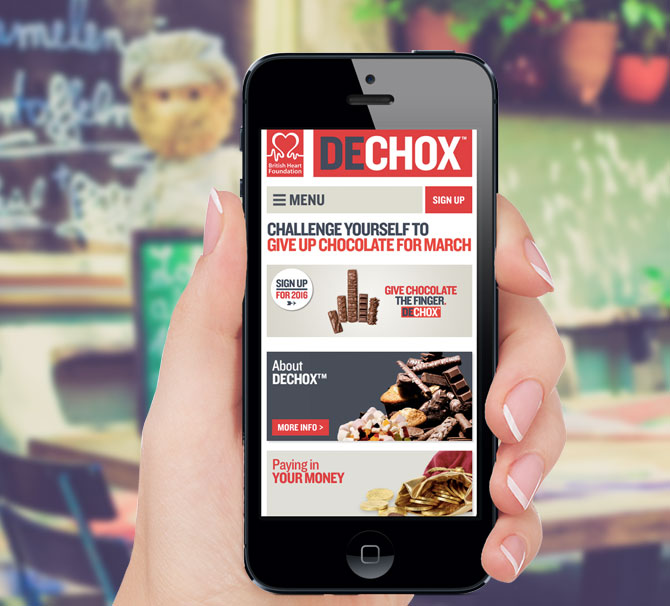 British Heart
Foundation
DECHOX™
MENU
SIGN UP
CHALLENGE YOURSELF TO
GIVE UP CHOCOLATE FOR MARCH
SIGN UP
FOR 2016
GIVE CHOCOLATE
THE FINGER.
DECHOX™
About
DECHOX™
MORE INFO >
Paying in
YOUR MONEY